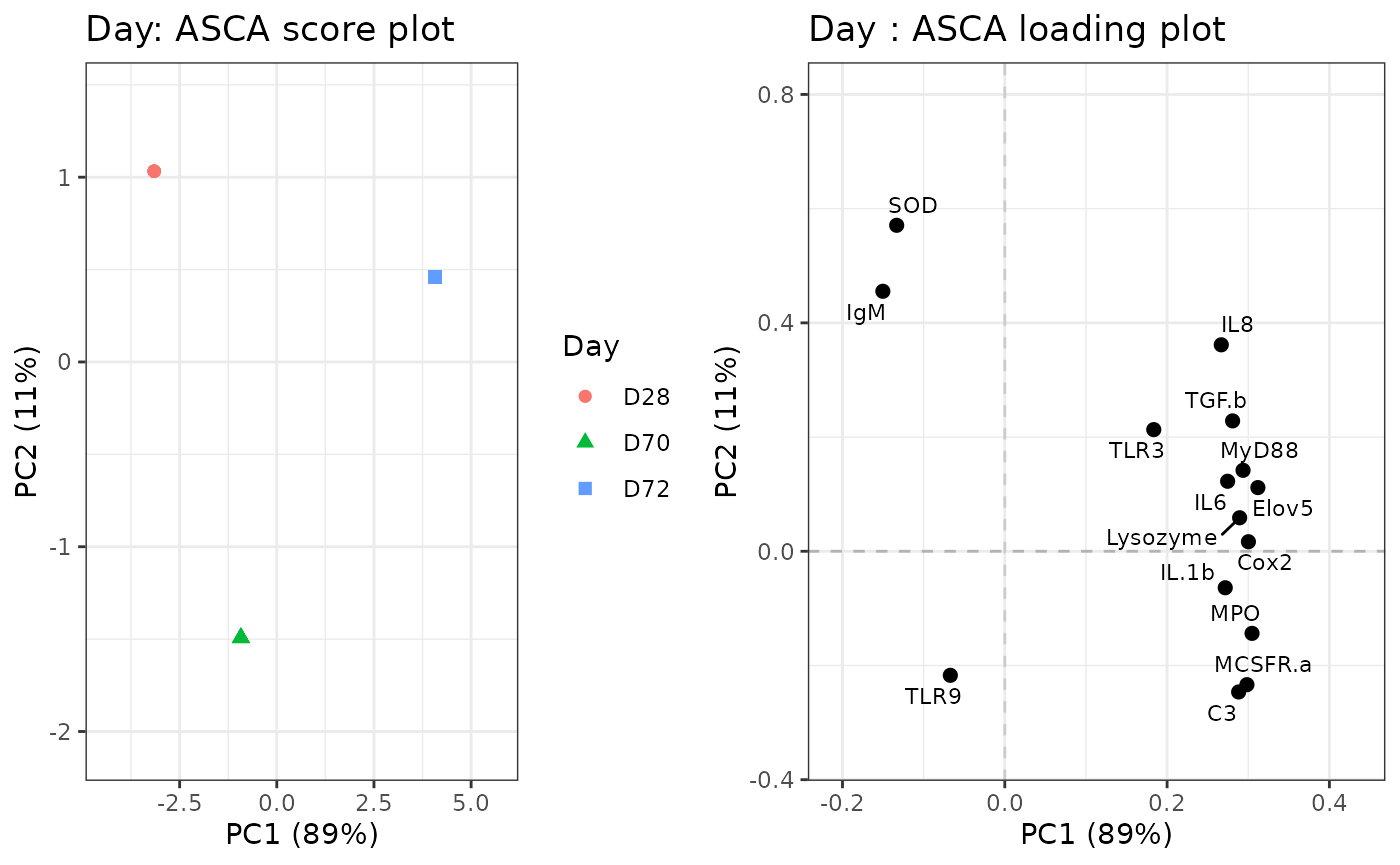 Day: ASCA score plot
1
0
-1
-2
PC2 (11%)
-2.5 0.0 2.5 5.0
PC1 (89%)
Day
D28
D70
D72
Day : ASCA loading plot
0.8
0.4
0.0
-0.4
PC2 (11%)
SOD
IgM
IL8
TGF.b
TLR3
MyD88
IL6
Elov5
Lysozyme
Cox2
IL.1b
MPO
MCSFR.a
TLR9
C3
-0.2 0.0 0.2 0.4
PC1 (89%)